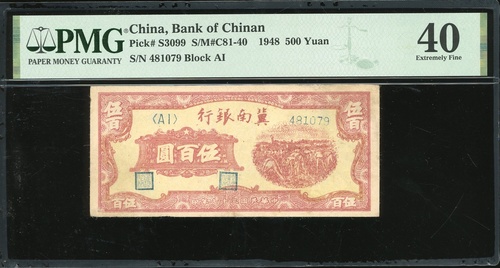 PMG
PAPER MONEY GUARANTY
China, Bank of Chinan
Pick# S3099 S/M#C81-40 1948 500 Yuan
S/N 481079 Block AI
40
Extremely Fine
伍百
伍百
(AI)
行銀南冀
481079
圓百伍
伍百
伍百